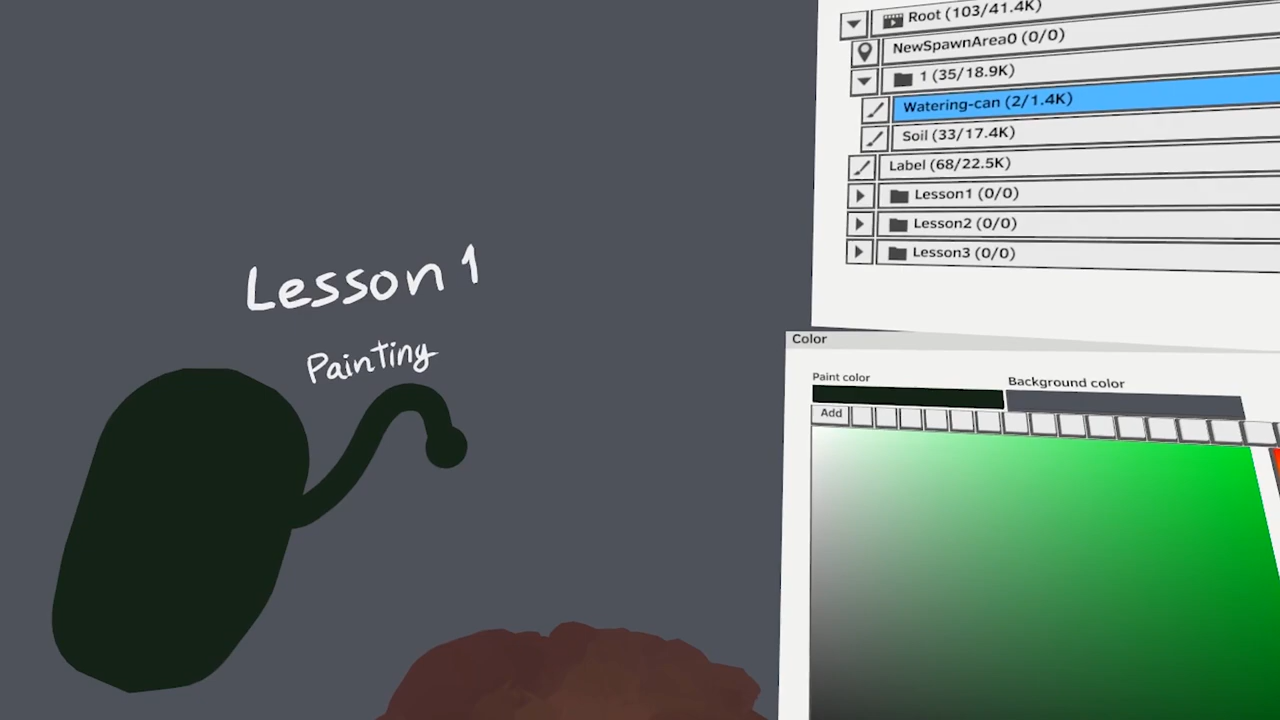 Root (103/41.4K)
NewSpawnArea0 (0/0)
1 (35/18.9K)
Watering-can (2/1.4K)
Soil (33/17.4K)
Label (68/22.5K)
Lesson1 (0/0)
Lesson2 (0/0)
Lesson3 (0/0)
Lesson 1
Painting
Color
Paint color
Background color
Add